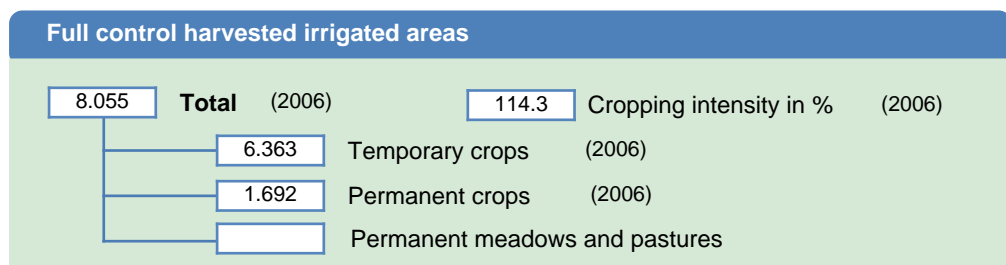 Full control harvested irrigated areas
8.055 Total (2006) 114.3 Cropping intensity in % (2006)
6.363 Temporary crops (2006)
1.692 Permanent crops (2006)
Permanent meadows and pastures